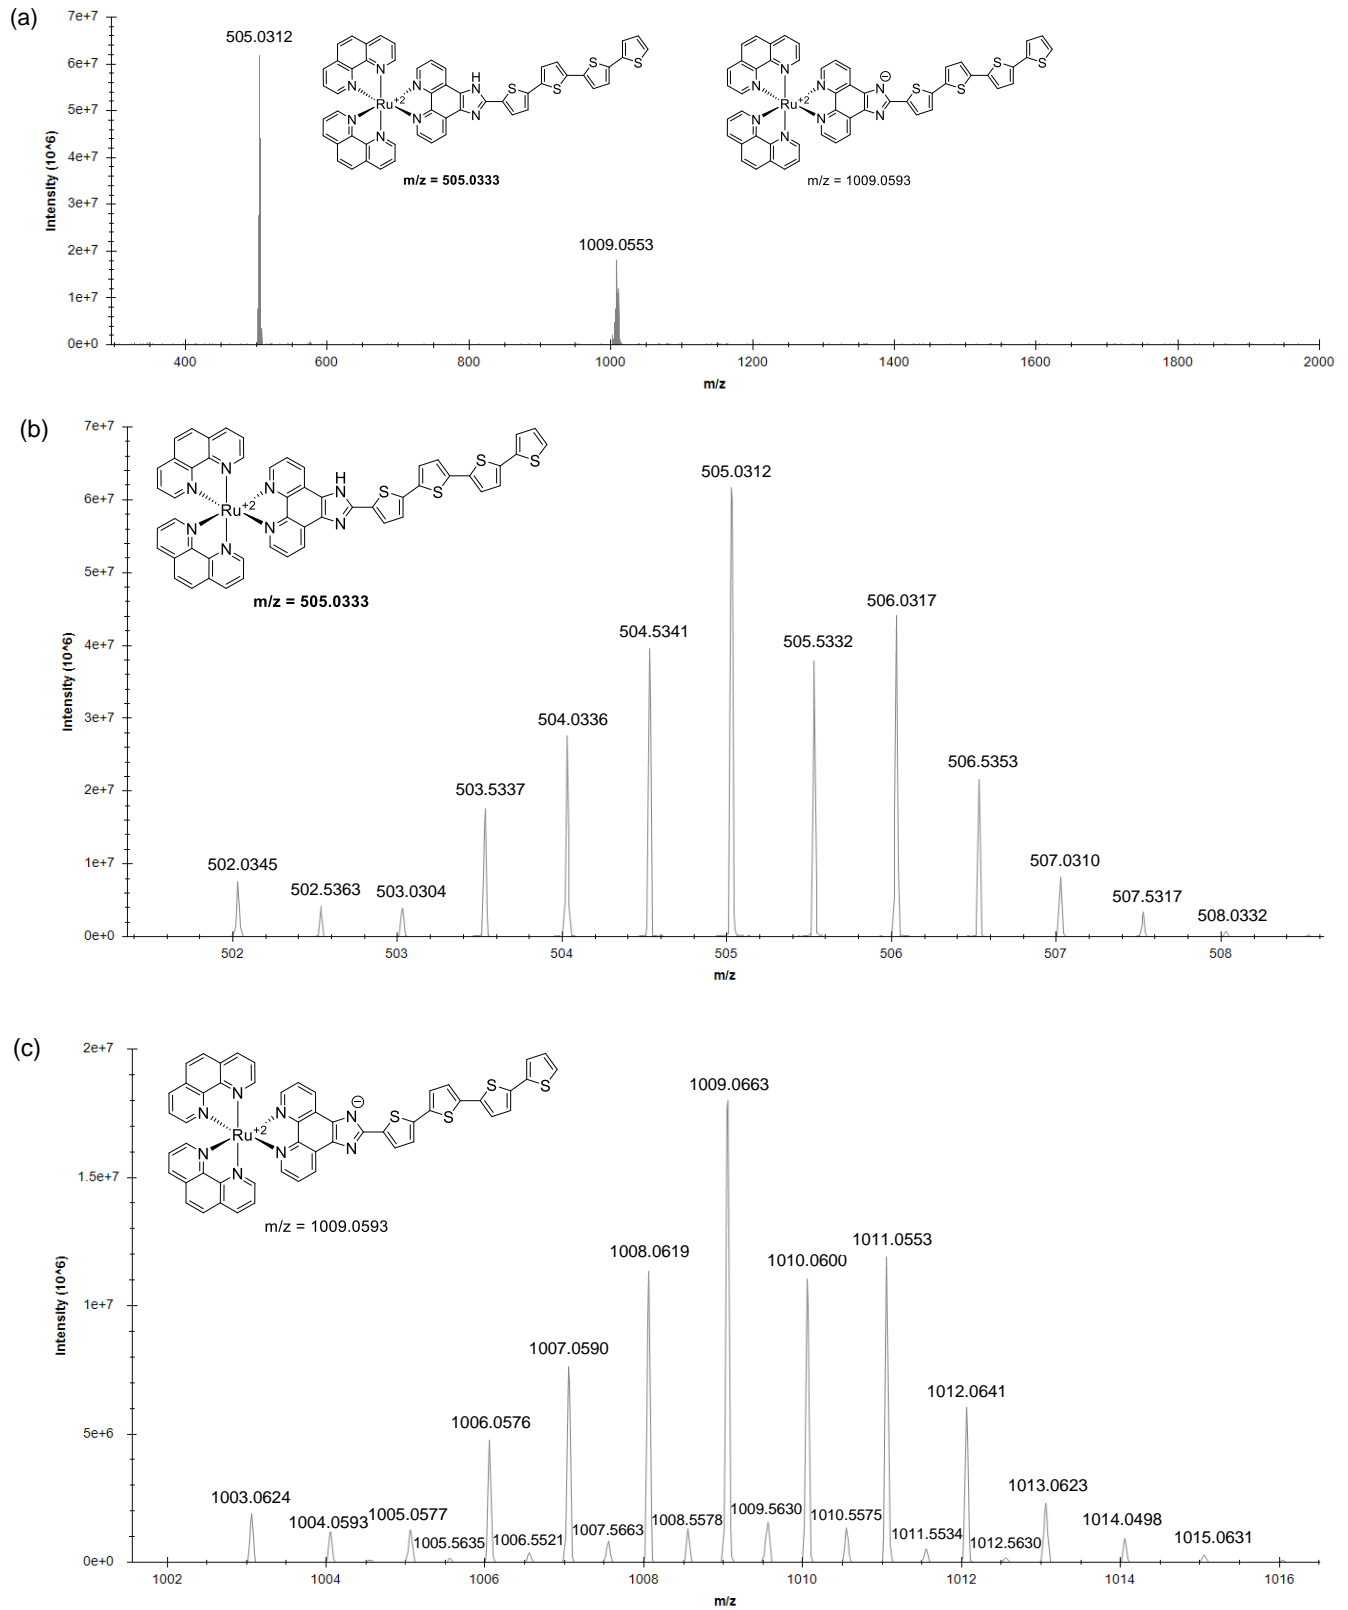 (a)
7e+7
6e+7
5e+7
4e+7
3e+7
2e+7
1e+7
0e+0
Intensity (10^6)
505.0312
1009.0553
N
N
N
N
N
N
Ru+2
H
N
N
S
S
S
S
m/z = 505.0333
N
N
N
N
N
N
Ru+2
⊖
N
N
S
S
S
S
m/z = 1009.0593
400 600 800 1000 1200 1400 1600 1800 2000
m/z
(b)
7e+7
6e+7
5e+7
4e+7
3e+7
2e+7
1e+7
0e+0
Intensity (10^6)
N
N
N
N
N
N
Ru+2
H
N
N
S
S
S
S
m/z = 505.0333
502.0345
502.5363
503.0304
503.5337
504.0336
504.5341
505.0312
505.5332
506.0317
506.5353
507.0310
507.5317
508.0332
502 503 504 505 506 507 508
m/z
(c)
2e+7
1.5e+7
1e+7
5e+6
0e+0
Intensity (10^6)
N
N
N
N
N
N
Ru+2
⊖
N
N
S
S
S
S
m/z = 1009.0593
1003.0624
1004.0593
1005.0577
1005.5635
1006.0576
1006.5521
1007.0590
1007.5663
1008.0619
1008.5578
1009.0663
1009.5630
1010.0600
1010.5575
1011.0553
1011.5534
1012.0641
1012.5630
1013.0623
1014.0498
1015.0631
1002 1004 1006 1008 1010 1012 1014 1016
m/z